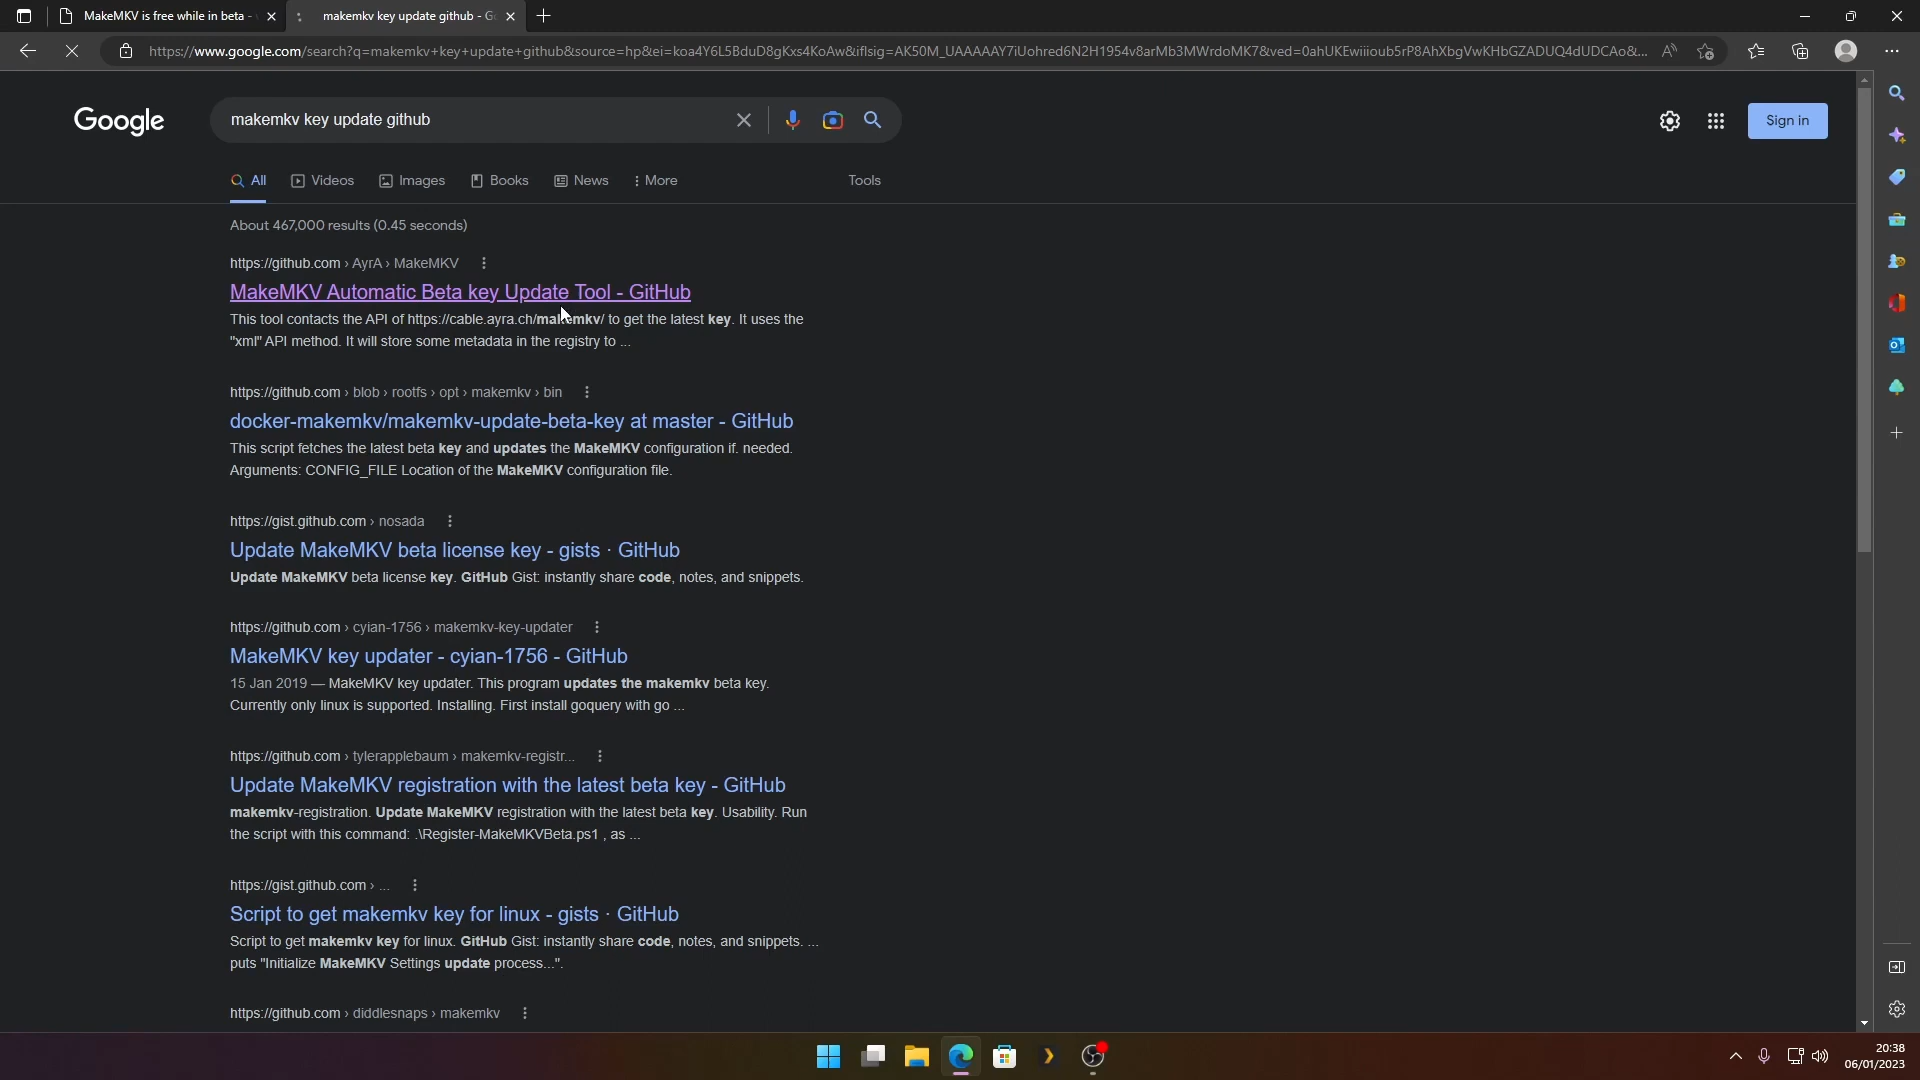 MakeMKV is free while in beta -
makemkv key update github - G
https://www.google.com/search?q=makemkv+key+update+github&source=hp&ei=koa4Y6L5BduD8gKxs4KoAw&iflsig=AK50M_UAAAAAY7iUohred6N2H1954v8arMb3MWrdoMK7&ved=0ahUKEwiiioub5rP8AhXbgVwKHbGZADUQ4dUDCAo&...
Google
makemkv key update github
Sign in
All
Videos
Images
Books
News
More
Tools
About 467,000 results (0.45 seconds)
https://github.com › AyrA › MakeMKV
MakeMKV Automatic Beta key Update Tool - GitHub
This tool contacts the API of https://cable.ayra.ch/makemkv/ to get the latest key. It uses the
"xml" API method. It will store some metadata in the registry to ...
https://github.com › blob › rootfs › opt › makemkv › bin
docker-makemkv/makemkv-update-beta-key at master - GitHub
This script fetches the latest beta key and updates the MakeMKV configuration if. needed.
Arguments: CONFIG_FILE Location of the MakeMKV configuration file.
https://gist.github.com › nosada
Update MakeMKV beta license key - gists · GitHub
Update MakeMKV beta license key. GitHub Gist: instantly share code, notes, and snippets.
https://github.com › cyian-1756 › makemkv-key-updater
MakeMKV key updater - cyian-1756 - GitHub
15 Jan 2019 — MakeMKV key updater. This program updates the makemkv beta key.
Currently only linux is supported. Installing. First install goquery with go ...
https://github.com › tylerapplebaum › makemkv-registr...
Update MakeMKV registration with the latest beta key - GitHub
makemkv-registration. Update MakeMKV registration with the latest beta key. Usability. Run
the script with this command: .\Register-MakeMKVBeta.ps1 , as ...
https://gist.github.com › ...
Script to get makemkv key for linux - gists · GitHub
Script to get makemkv key for linux. GitHub Gist: instantly share code, notes, and snippets. ...
puts "Initialize MakeMKV Settings update process...".
https://github.com › diddlesnaps › makemkv
20:38
06/01/2023